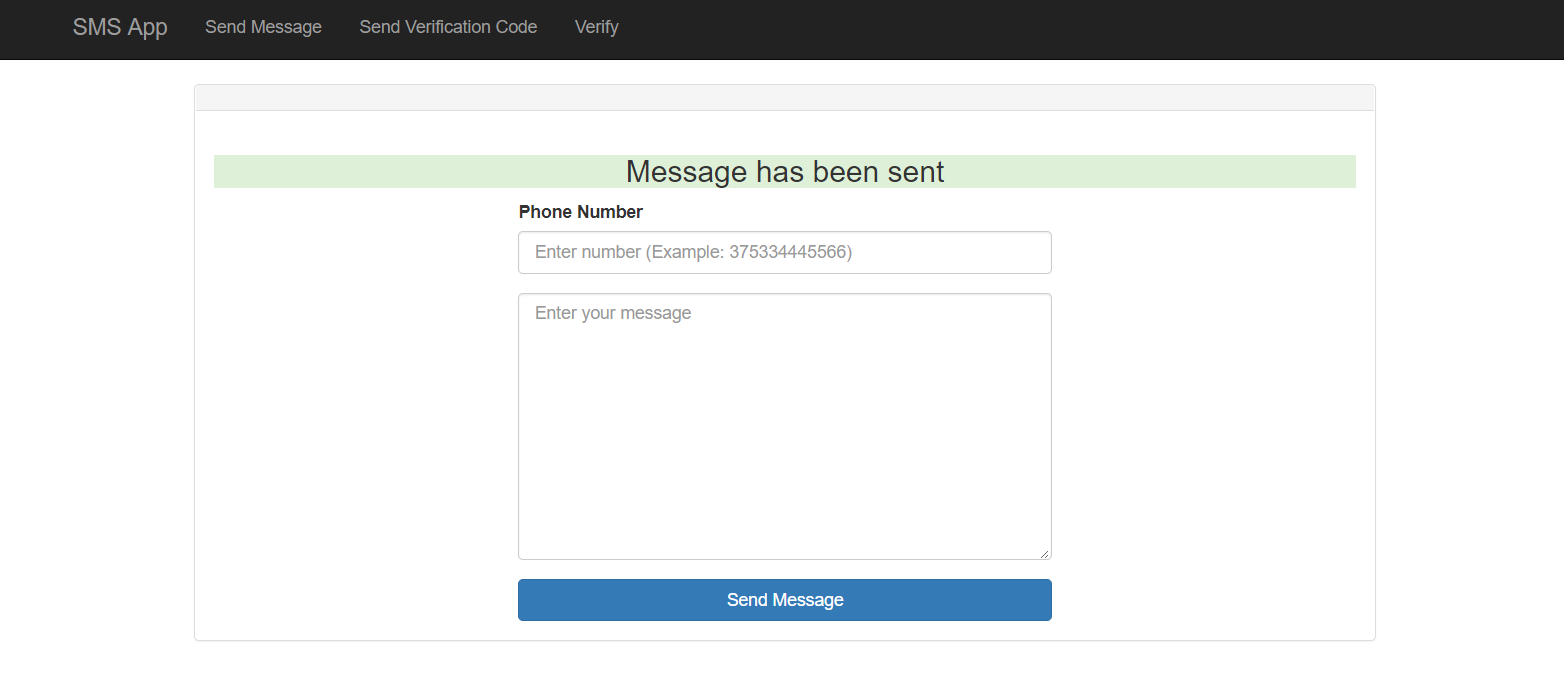 SMS App Send Message Send Verification Code Verify
Message has been sent
Phone Number
Enter number (Example: 375334445566)
Enter your message
Send Message